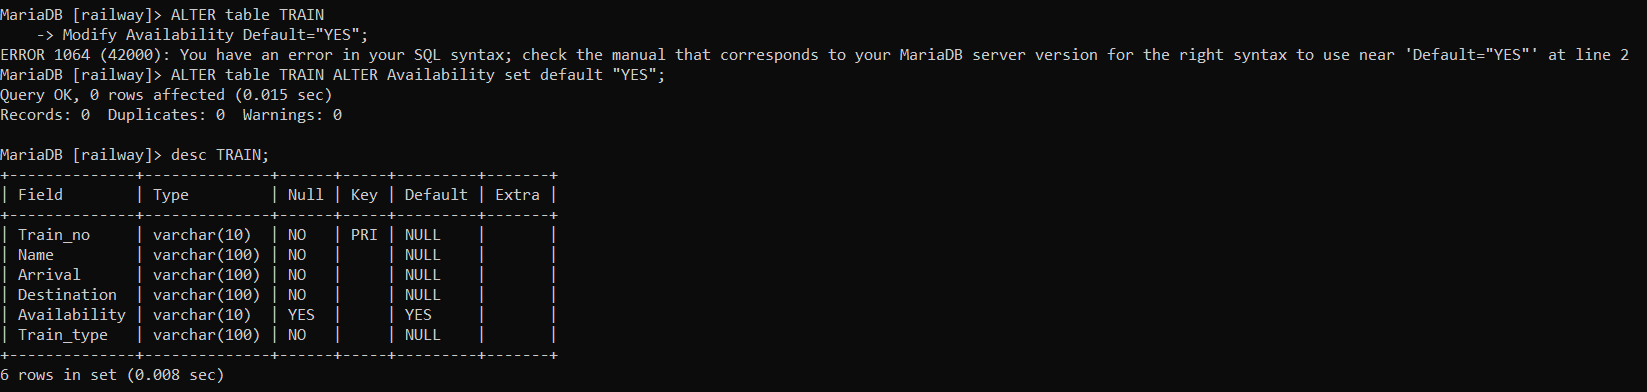 MariaDB [railway]> ALTER table TRAIN
    -> Modify Availability Default="YES";
ERROR 1064 (42000): You have an error in your SQL syntax; check the manual that corresponds to your MariaDB server version for the right syntax to use near 'Default="YES"' at line 2
MariaDB [railway]> ALTER table TRAIN ALTER Availability set default "YES";
Query OK, 0 rows affected (0.015 sec)
Records: 0  Duplicates: 0  Warnings: 0

MariaDB [railway]> desc TRAIN;
+--------------+--------------+------+-----+---------+-------+
| Field        | Type         | Null | Key | Default | Extra |
+--------------+--------------+------+-----+---------+-------+
| Train_no     | varchar(10)  | NO   | PRI | NULL    |       |
| Name         | varchar(100) | NO   |     | NULL    |       |
| Arrival      | varchar(100) | NO   |     | NULL    |       |
| Destination  | varchar(100) | NO   |     | NULL    |       |
| Availability | varchar(10)  | YES  |     | YES     |       |
| Train_type   | varchar(100) | NO   |     | NULL    |       |
+--------------+--------------+------+-----+---------+-------+
6 rows in set (0.008 sec)